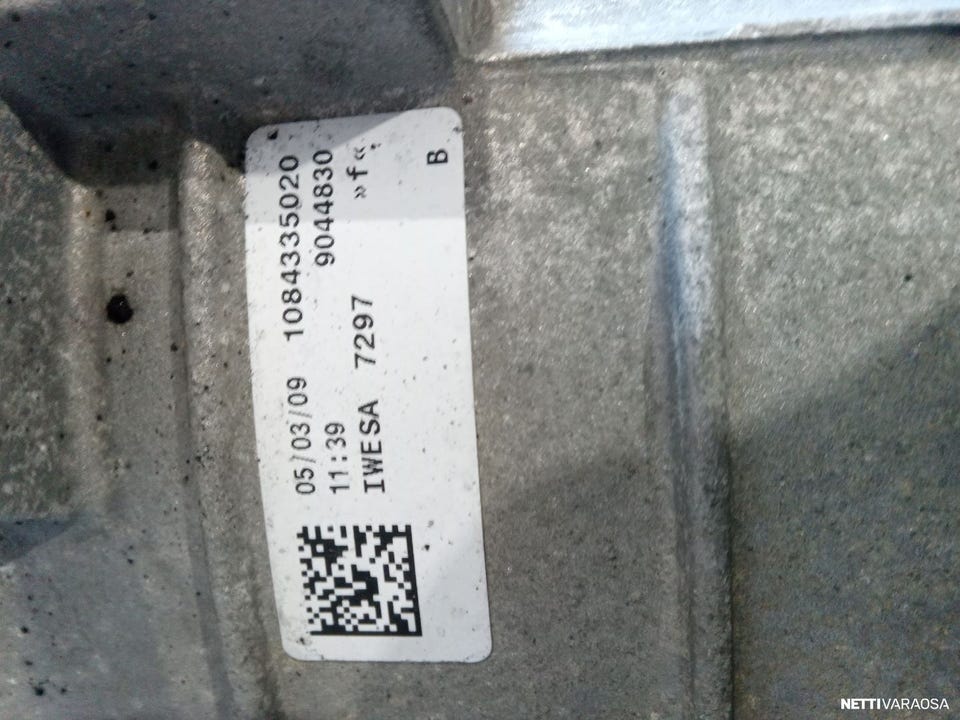 05/03/09 1084335020
11:39 9044830
IWESA 7297 »f«
B
NETTIVARAOSA